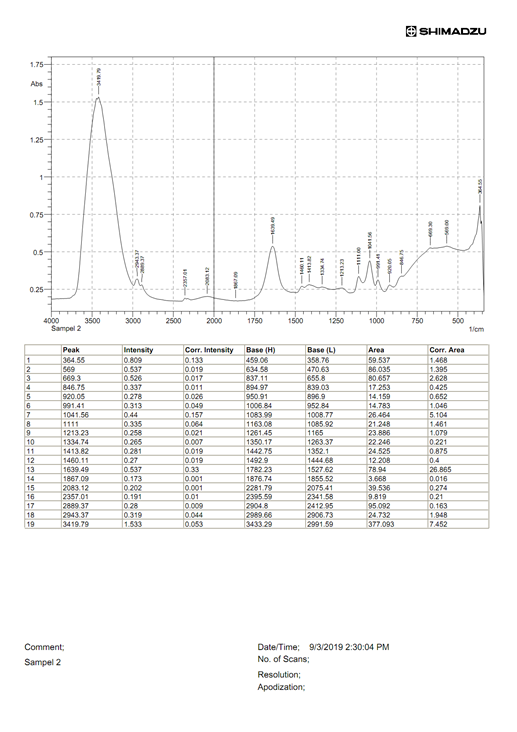 SHIMADZU
1.75
Abs
1.5
1.25
1
0.75
0.5
0.25
3419.79
2943.37
2889.37
2357.01
2083.12
1867.09
1639.49
1460.11
1413.82
1334.74
1213.23
1111.00
1041.56
991.41
920.05
846.75
669.30
569.00
364.55
4000 3500 3000 2500 2000 1750 1500 1250 1000 750 500
Sampel 2 1/cm
Peak Intensity Corr. Intensity Base (H) Base (L) Area Corr. Area
1 364.55 0.809 0.133 459.06 358.76 59.537 1.468
2 569 0.537 0.019 634.58 470.63 86.035 1.395
3 669.3 0.526 0.017 837.11 655.8 80.657 2.628
4 846.75 0.337 0.011 894.97 839.03 17.253 0.425
5 920.05 0.278 0.026 950.91 896.9 14.159 0.652
6 991.41 0.313 0.049 1006.84 952.84 14.783 1.046
7 1041.56 0.44 0.157 1083.99 1008.77 26.464 5.104
8 1111 0.335 0.064 1163.08 1085.92 21.248 1.461
9 1213.23 0.258 0.021 1261.45 1165 23.886 1.079
10 1334.74 0.265 0.007 1350.17 1263.37 22.246 0.221
11 1413.82 0.281 0.019 1442.75 1352.1 24.525 0.875
12 1460.11 0.27 0.019 1492.9 1444.68 12.208 0.4
13 1639.49 0.537 0.33 1782.23 1527.62 78.94 26.865
14 1867.09 0.173 0.001 1876.74 1855.52 3.668 0.016
15 2083.12 0.202 0.001 2281.79 2075.41 39.536 0.274
16 2357.01 0.191 0.01 2395.59 2341.58 9.819 0.21
17 2889.37 0.28 0.009 2904.8 2412.95 95.092 0.163
18 2943.37 0.319 0.044 2989.66 2906.73 24.732 1.948
19 3419.79 1.533 0.053 3433.29 2991.59 377.093 7.452
Comment; Date/Time; 9/3/2019 2:30:04 PM
Sampel 2 No. of Scans;
Resolution;
Apodization;